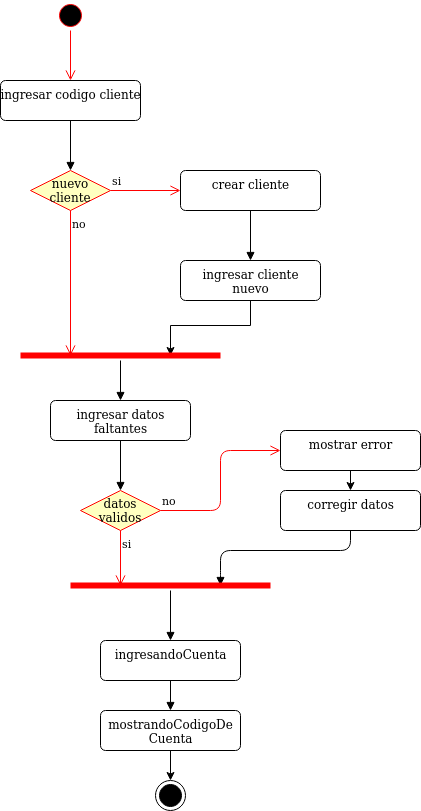 ingresar codigo cliente
nuevo
cliente
si
crear cliente
no
ingresar cliente
nuevo
ingresar datos
faltantes
mostrar error
datos
validos
no
corregir datos
si
ingresandoCuenta
mostrandoCodigoDe
Cuenta